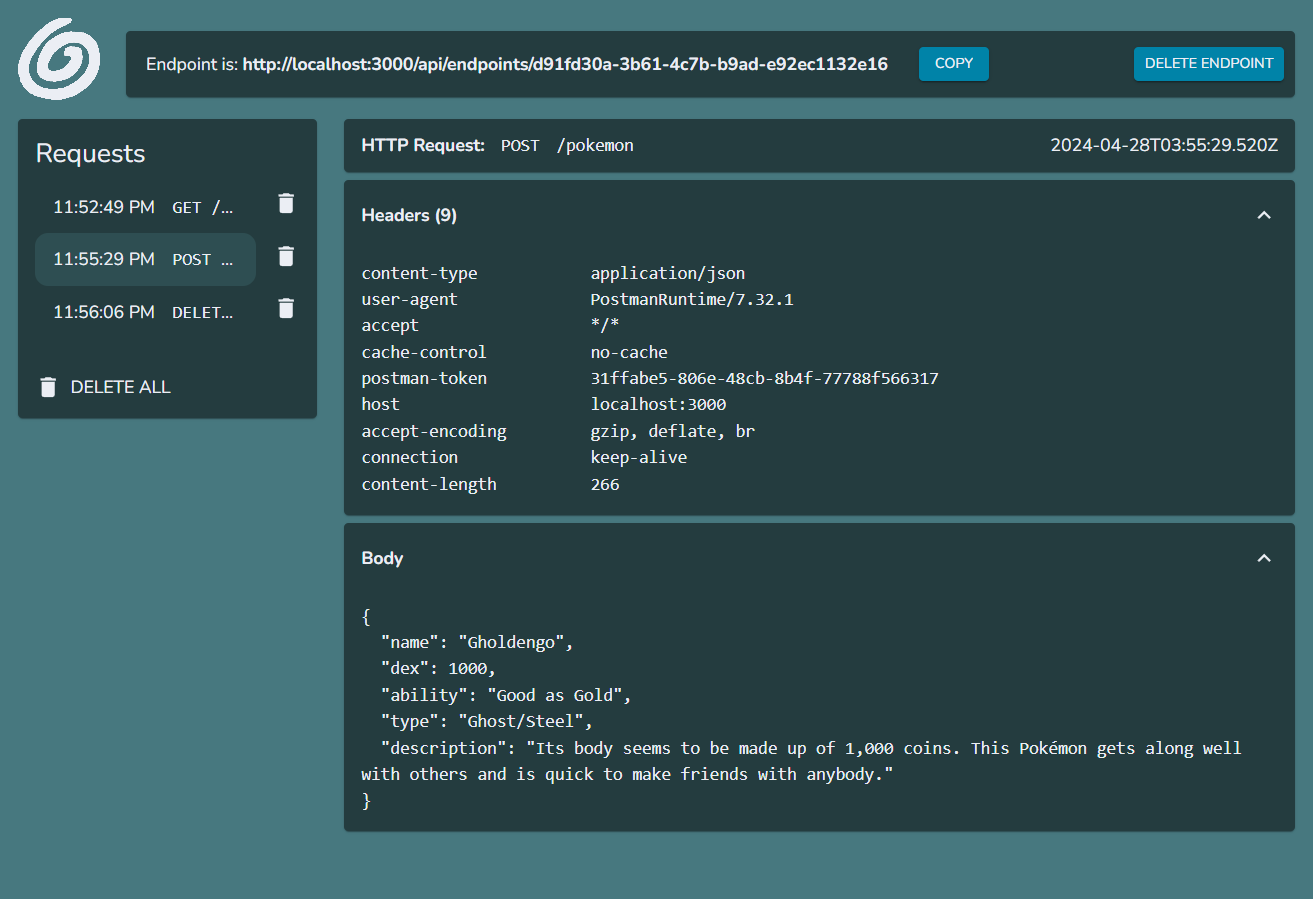 Endpoint is: http://localhost:3000/api/endpoints/d91fd30a-3b61-4c7b-b9ad-e92ec1132e16 COPY DELETE ENDPOINT
Requests
11:52:49 PM GET /...
11:55:29 PM POST ...
11:56:06 PM DELET...
DELETE ALL
HTTP Request: POST /pokemon 2024-04-28T03:55:29.520Z
Headers (9)
content-type application/json
user-agent PostmanRuntime/7.32.1
accept */*
cache-control no-cache
postman-token 31ffabe5-806e-48cb-8b4f-77788f566317
host localhost:3000
accept-encoding gzip, deflate, br
connection keep-alive
content-length 266
Body
{
"name": "Gholdengo",
"dex": 1000,
"ability": "Good as Gold",
"type": "Ghost/Steel",
"description": "Its body seems to be made up of 1,000 coins. This Pokémon gets along well
with others and is quick to make friends with anybody."
}